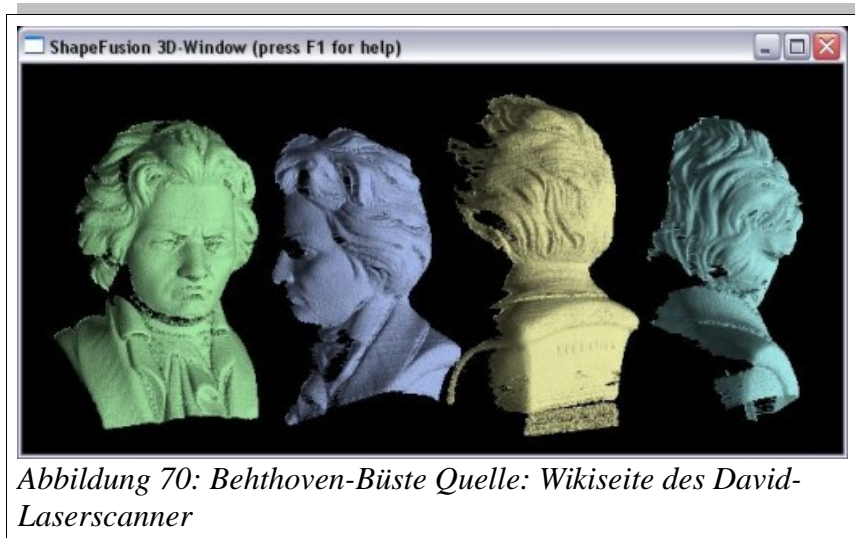 ShapeFusion 3D-Window (press F1 for help)
Abbildung 70: Behthoven-Büste Quelle: Wikiseite des David-
Laserscanner